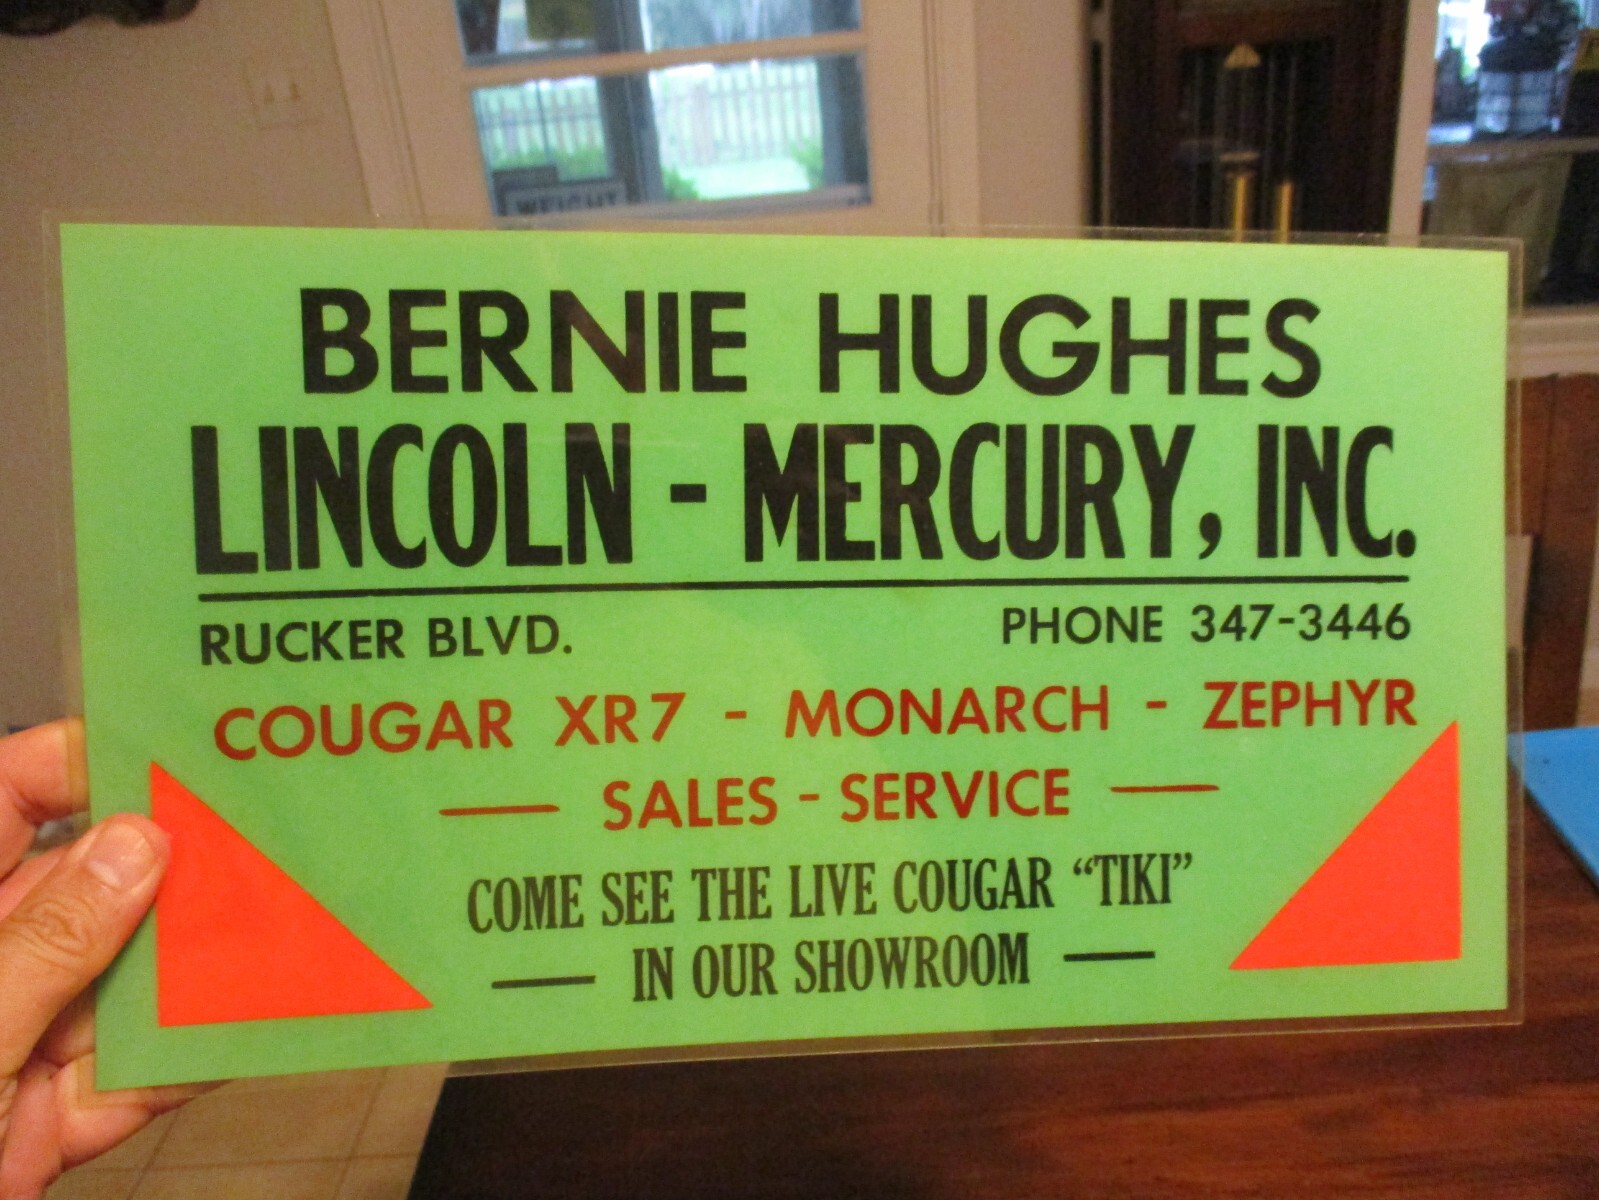 WEIGHT
BERNIE HUGHES
LINCOLN - MERCURY, INC.
RUCKER BLVD. PHONE 347-3446
COUGAR XR7 - MONARCH - ZEPHYR
SALES - SERVICE
COME SEE THE LIVE COUGAR “TIKI”
IN OUR SHOWROOM